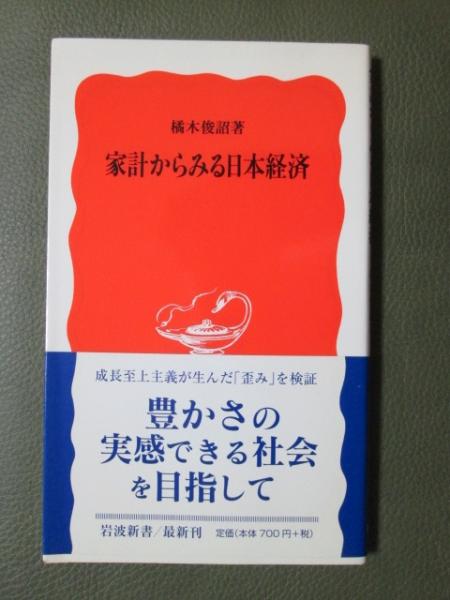 橘木俊詔著
家計からみる日本経済
成長至上主義が生んだ「歪み」を検証
豊かさの
実感できる社会
を目指して
岩波新書/最新刊 定価(本体700円+税)